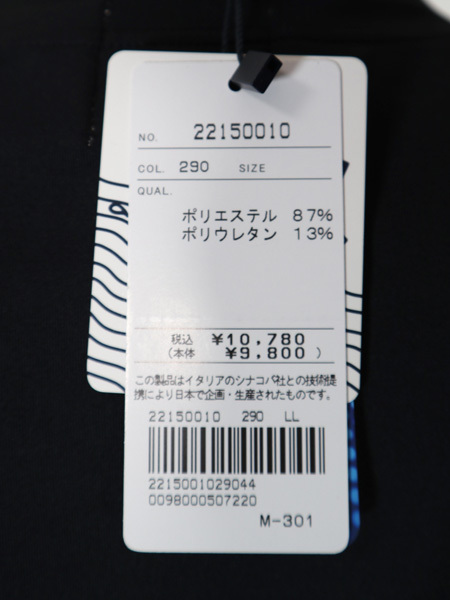 NO. 22150010
COL. 290 SIZE
QUAL.
ポリエステル 87%
ポリウレタン 13%
税込 ¥10,780
(本体 ¥9,800 )
この製品はイタリアのシナコバ社との技術提
携により日本で企画・生産されたものです。
22150010 290 LL
2215001029044
0098000507220
M-301